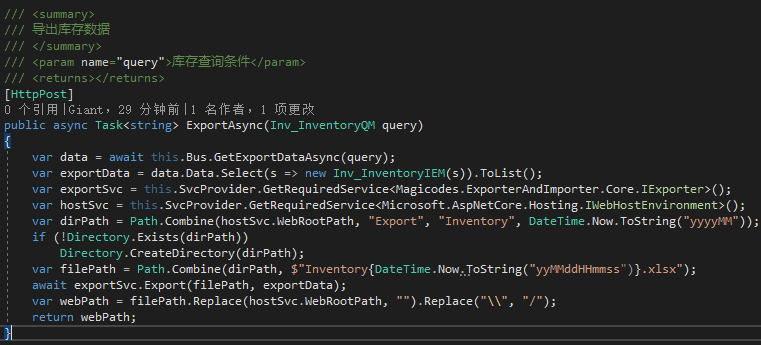 /// <summary>
/// 导出库存数据
/// </summary>
/// <param name="query">库存查询条件</param>
/// <returns></returns>
[HttpPost]
0 个引用|Giant，29 分钟前|1 名作者，1 项更改
public async Task<string> ExportAsync(Inv_InventoryQM query)
{
    var data = await this.Bus.GetExportDataAsync(query);
    var exportData = data.Data.Select(s => new Inv_InventoryIEM(s)).ToList();
    var exportSvc = this.SvcProvider.GetRequiredService<Magicodes.ExporterAndImporter.Core.IExporter>();
    var hostSvc = this.SvcProvider.GetRequiredService<Microsoft.AspNetCore.Hosting.IWebHostEnvironment>();
    var dirPath = Path.Combine(hostSvc.WebRootPath, "Export", "Inventory", DateTime.Now.ToString("yyyyMM"));
    if (!Directory.Exists(dirPath))
        Directory.CreateDirectory(dirPath);
    var filePath = Path.Combine(dirPath, $"Inventory{DateTime.Now.ToString("yyMMddHHmmss")}.xlsx");
    await exportSvc.Export(filePath, exportData);
    var webPath = filePath.Replace(hostSvc.WebRootPath, "").Replace("\\", "/");
    return webPath;
}